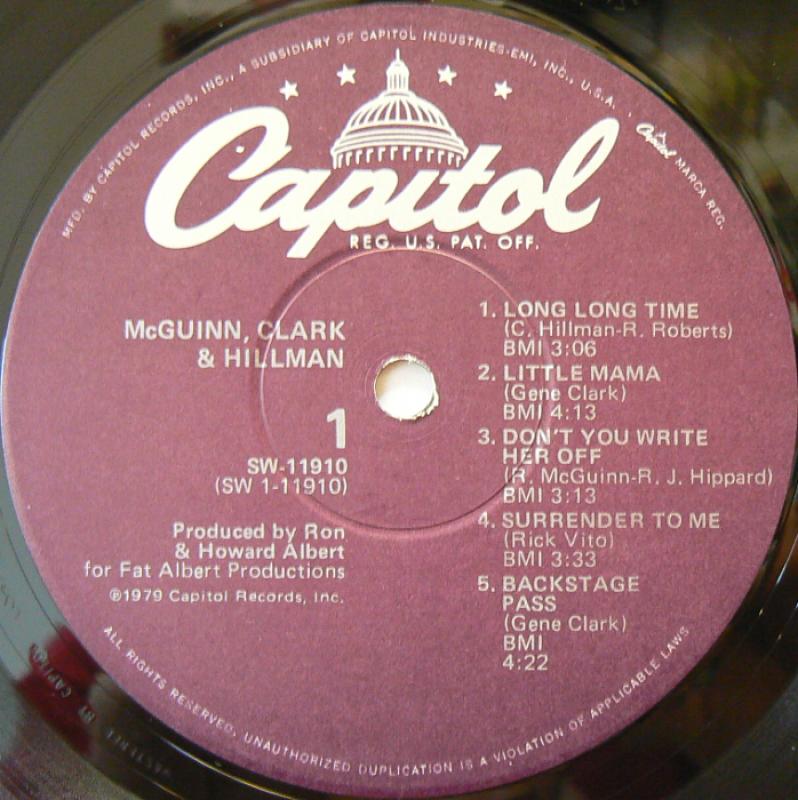 MFD. BY CAPITOL RECORDS, INC., A SUBSIDIARY OF CAPITOL INDUSTRIES-EMI, INC., U.S.A. . Capitol MARCA REG.
Capitol
REG. U.S. PAT. OFF.
McGUINN, CLARK
& HILLMAN
1
SW-11910
(SW 1-11910)
Produced by Ron
& Howard Albert
for Fat Albert Productions
℗1979 Capitol Records, Inc.
1. LONG LONG TIME
(C. Hillman-R. Roberts)
BMI 3:06
2. LITTLE MAMA
(Gene Clark)
BMI 4:13
3. DON'T YOU WRITE
HER OFF
(R. McGuinn-R. J. Hippard)
BMI 3:13
4. SURRENDER TO ME
(Rick Vito)
BMI 3:33
5. BACKSTAGE
PASS
(Gene Clark)
BMI
4:22
ALL RIGHTS RESERVED. UNAUTHORIZED DUPLICATION IS A VIOLATION OF APPLICABLE LAWS